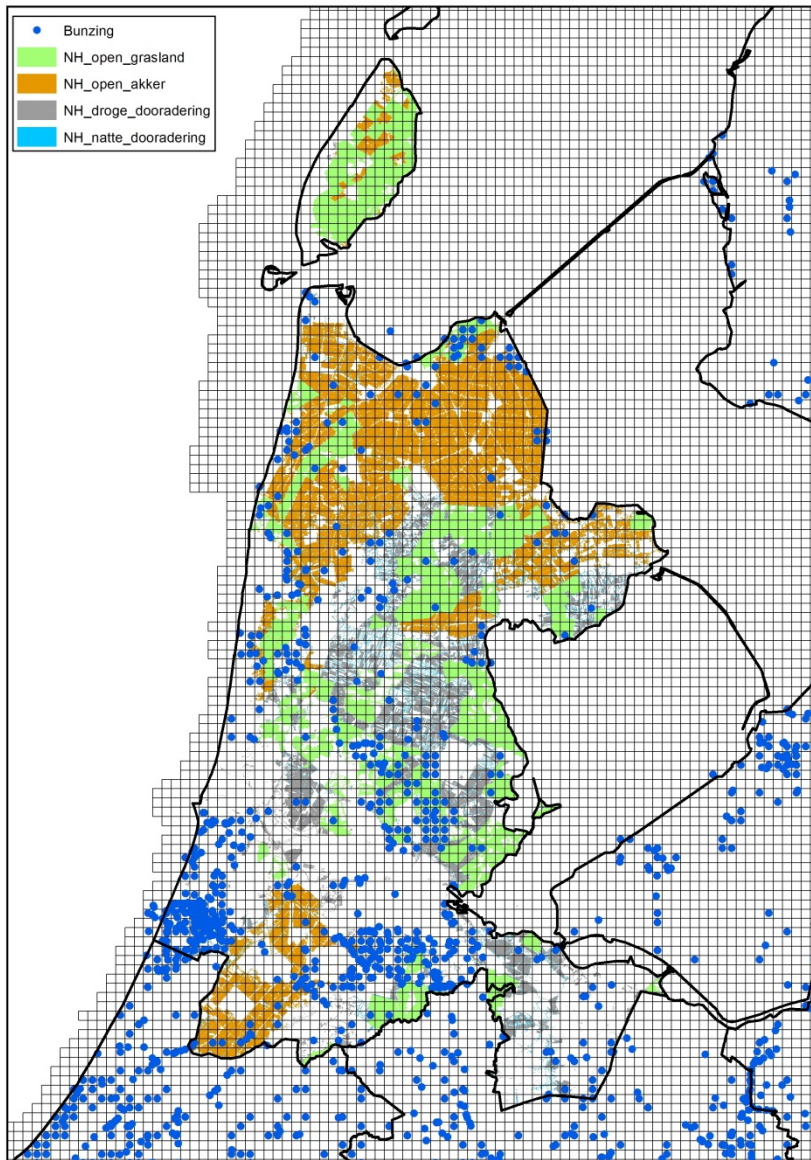 Bunzing
NH_open_grasland
NH_open_akker
NH_droge_dooradering
NH_natte_dooradering